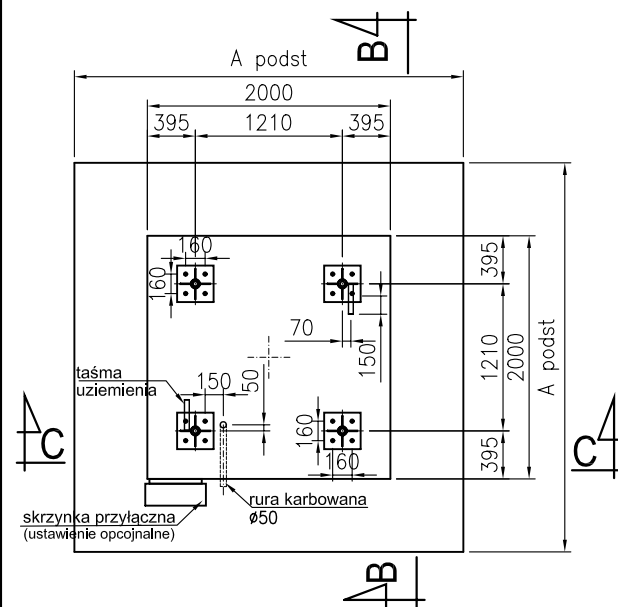 B
A podst
2000
395 1210 395
160
160
395
70
150
1210
2000
A podst
taśma
uziemienia
150
50
C
160
160
395
C
skrzynka przyłączna
(ustawienie opcojnalne)
rura karbowana
ø50
B